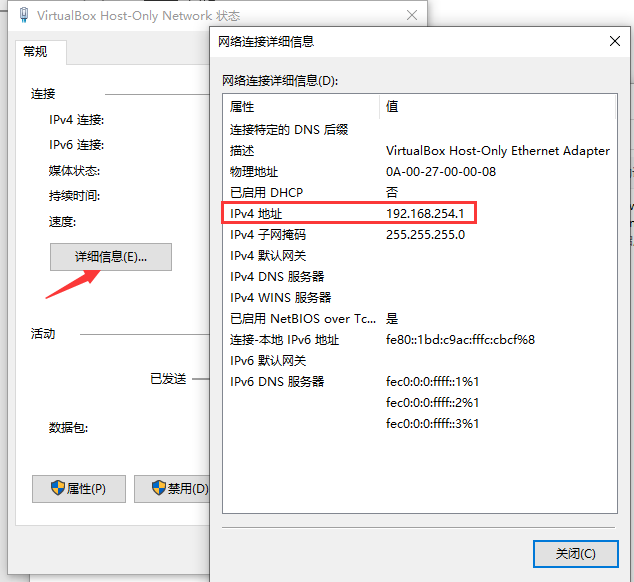 VirtualBox Host-Only Network 状态
常规
连接
IPv4 连接:
IPv6 连接:
媒体状态:
持续时间:
速度:
详细信息(E)...
活动
已发送
数据包:
属性(P)
禁用(D)
网络连接详细信息
网络连接详细信息(D):
属性 值
连接特定的 DNS 后缀
描述 VirtualBox Host-Only Ethernet Adapter
物理地址 0A-00-27-00-00-08
已启用 DHCP 否
IPv4 地址 192.168.254.1
IPv4 子网掩码 255.255.255.0
IPv4 默认网关
IPv4 DNS 服务器
IPv4 WINS 服务器
已启用 NetBIOS over Tc... 是
连接-本地 IPv6 地址 fe80::1bd:c9ac:fffc:cbcf%8
IPv6 默认网关
IPv6 DNS 服务器 fec0:0:0:ffff::1%1
fec0:0:0:ffff::2%1
fec0:0:0:ffff::3%1
关闭(C)